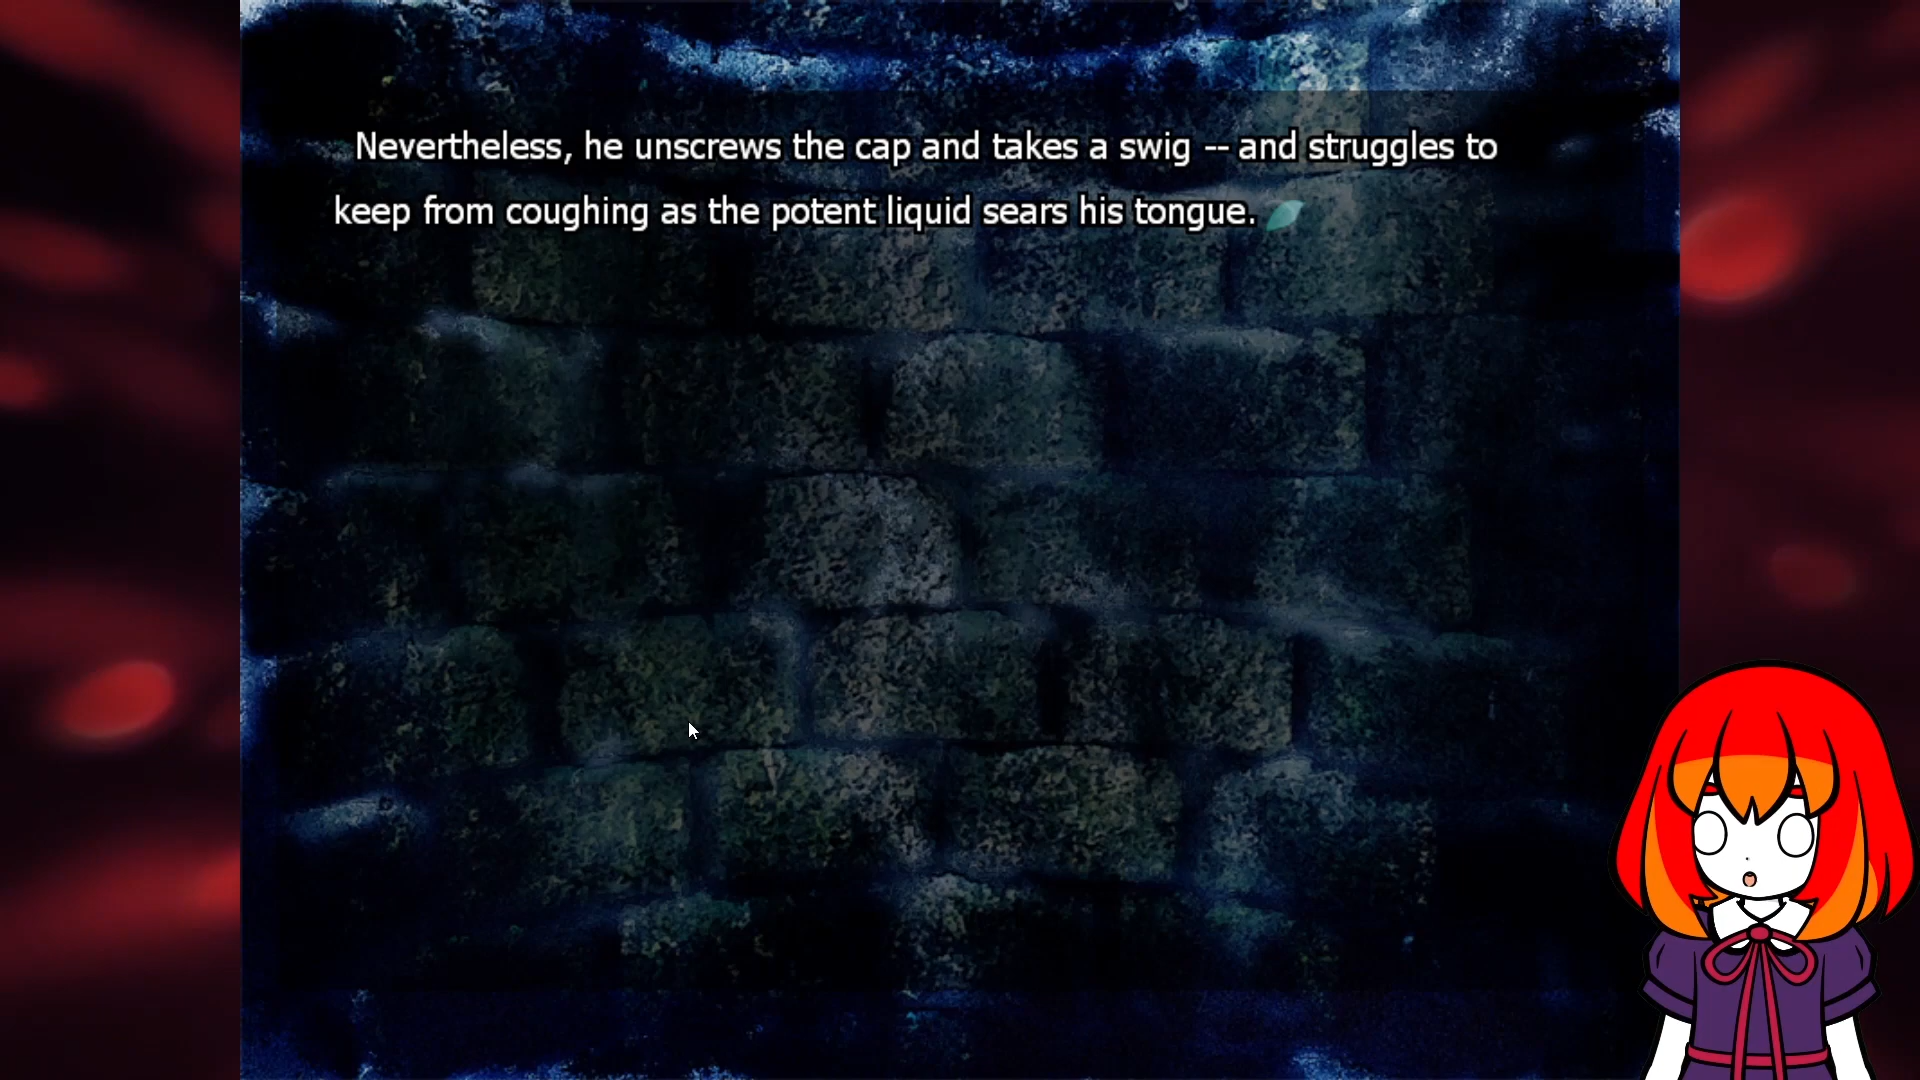 Nevertheless, he unscrews the cap and takes a swig -- and struggles to
keep from coughing as the potent liquid sears his tongue.